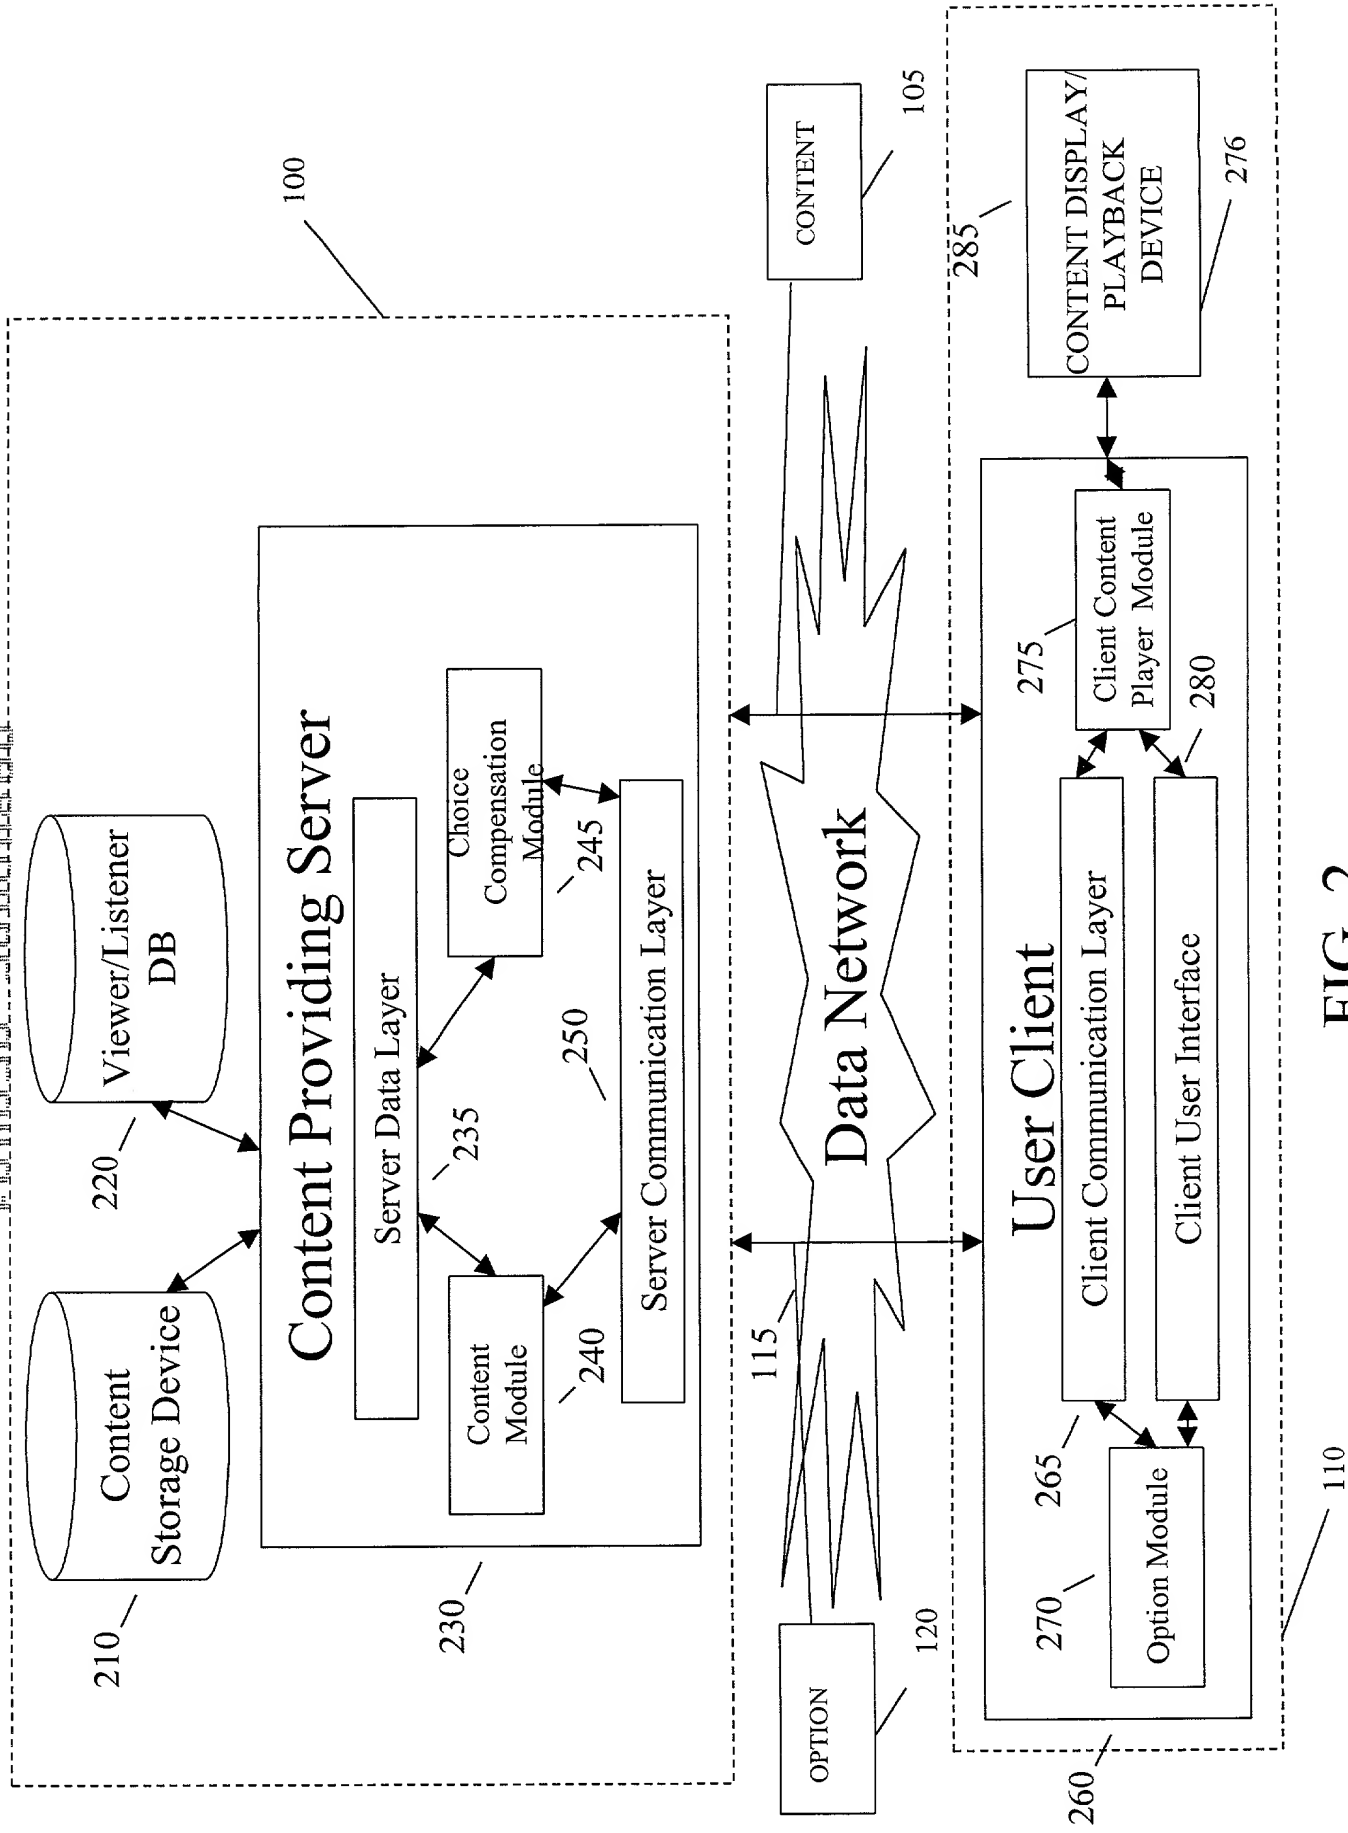 100
Content
Storage Device
210
Viewer/Listener
DB
220
Content Providing Server
230
Server Data Layer
235
Content
Module
240
Choice
Compensation
Module
245
250
Server Communication Layer
OPTION
120
115
Data Network
CONTENT
105
User Client
260
265
Client Communication Layer
270
Option Module
Client User Interface
280
275
Client Content
Player Module
285
CONTENT DISPLAY/
PLAYBACK
DEVICE
276
110
FIG. 2